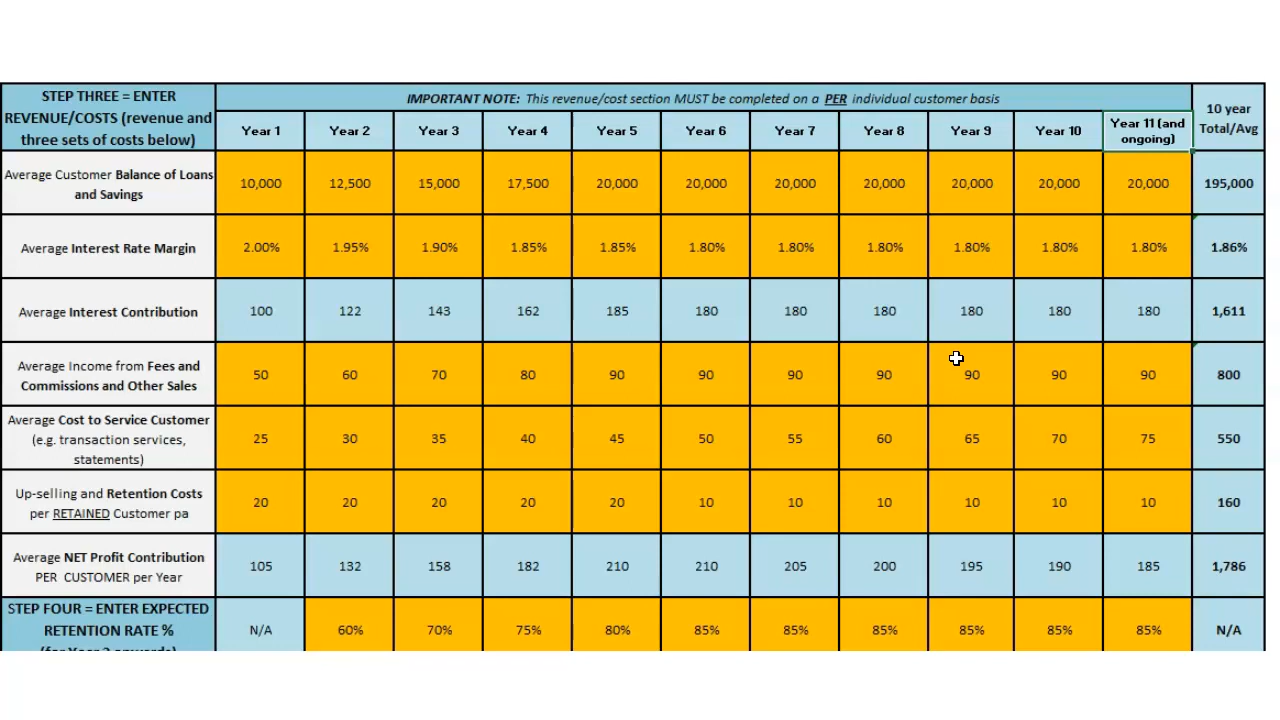 STEP THREE = ENTER
REVENUE/COSTS (revenue and
three sets of costs below)
IMPORTANT NOTE: This revenue/cost section MUST be completed on a PER individual customer basis
Year 1 Year 2 Year 3 Year 4 Year 5 Year 6 Year 7 Year 8 Year 9 Year 10 Year 11 (and
ongoing)
10 year
Total/Avg
Average Customer Balance of Loans
and Savings
10,000 12,500 15,000 17,500 20,000 20,000 20,000 20,000 20,000 20,000 20,000 195,000
Average Interest Rate Margin
2.00% 1.95% 1.90% 1.85% 1.85% 1.80% 1.80% 1.80% 1.80% 1.80% 1.80% 1.86%
Average Interest Contribution
100 122 143 162 185 180 180 180 180 180 180 1,611
Average Income from Fees and
Commissions and Other Sales
50 60 70 80 90 90 90 90 90 90 90 800
Average Cost to Service Customer
(e.g. transaction services,
statements)
25 30 35 40 45 50 55 60 65 70 75 550
Up-selling and Retention Costs
per RETAINED Customer pa
20 20 20 20 20 10 10 10 10 10 10 160
Average NET Profit Contribution
PER CUSTOMER per Year
105 132 158 182 210 210 205 200 195 190 185 1,786
STEP FOUR = ENTER EXPECTED
RETENTION RATE %
(for Year 2 onwards)
N/A 60% 70% 75% 80% 85% 85% 85% 85% 85% 85% N/A